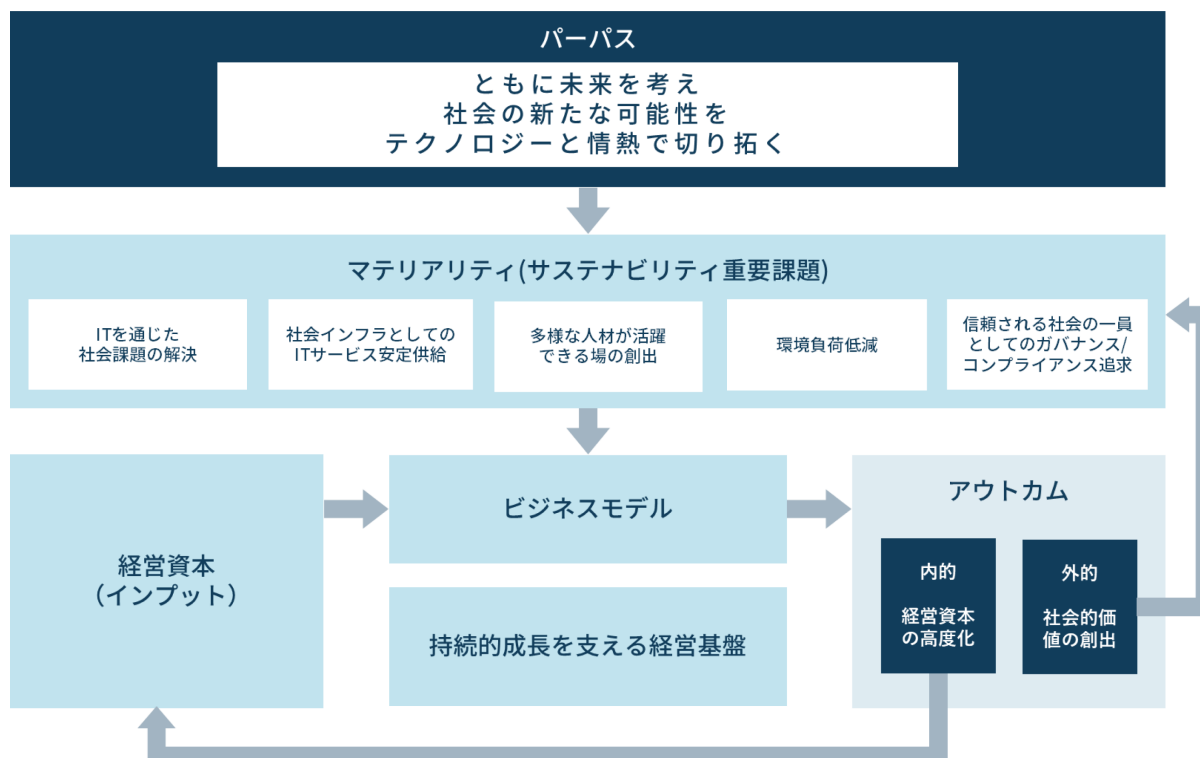 パーパス
ともに未来を考え
社会の新たな可能性を
テクノロジーと情熱で切り拓く
マテリアリティ(サステナビリティ重要課題)
ITを通じた
社会課題の解決
社会インフラとしての
ITサービス安定供給
多様な人材が活躍
できる場の創出
環境負荷低減
信頼される社会の一員
としてのガバナンス/
コンプライアンス追求
経営資本
（インプット）
ビジネスモデル
持続的成長を支える経営基盤
アウトカム
内的
経営資本
の高度化
外的
社会的価
値の創出